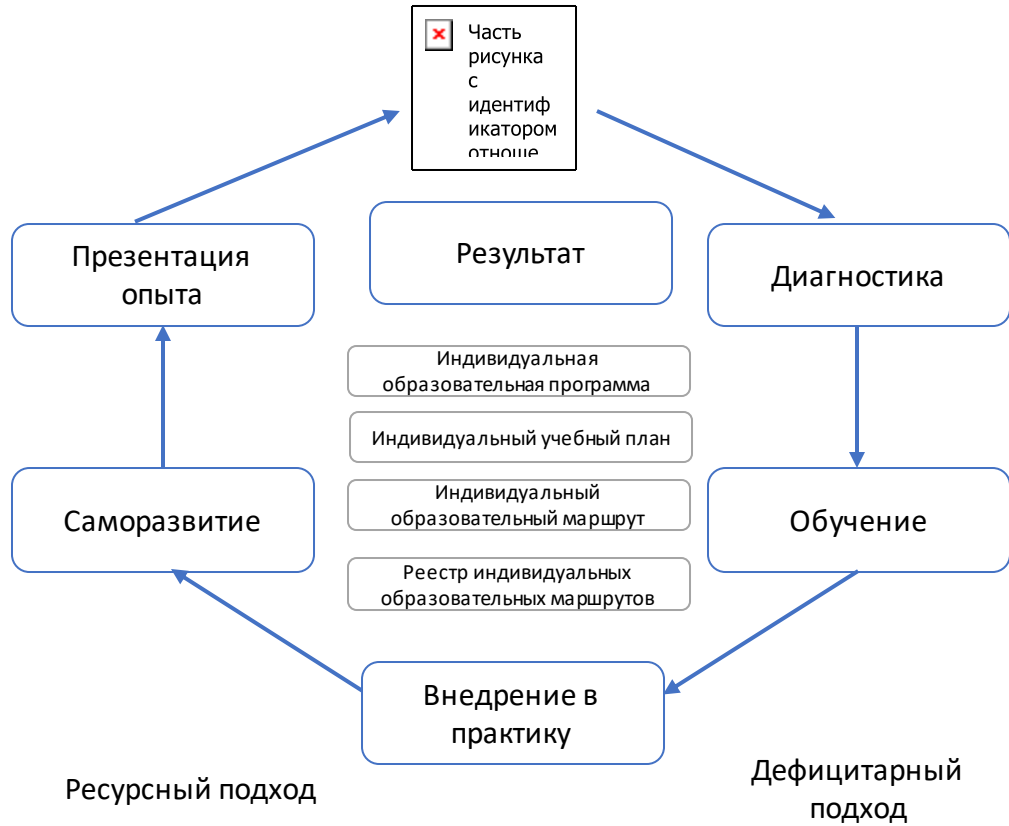 Часть
рисунка
с
идентиф
икатором
отноше
Презентация
опыта
Результат
Диагностика
Индивидуальная
образовательная программа
Индивидуальный учебный план
Саморазвитие
Индивидуальный
образовательный маршрут
Обучение
Реестр индивидуальных
образовательных маршрутов
Внедрение в
практику
Ресурсный подход
Дефицитарный
подход